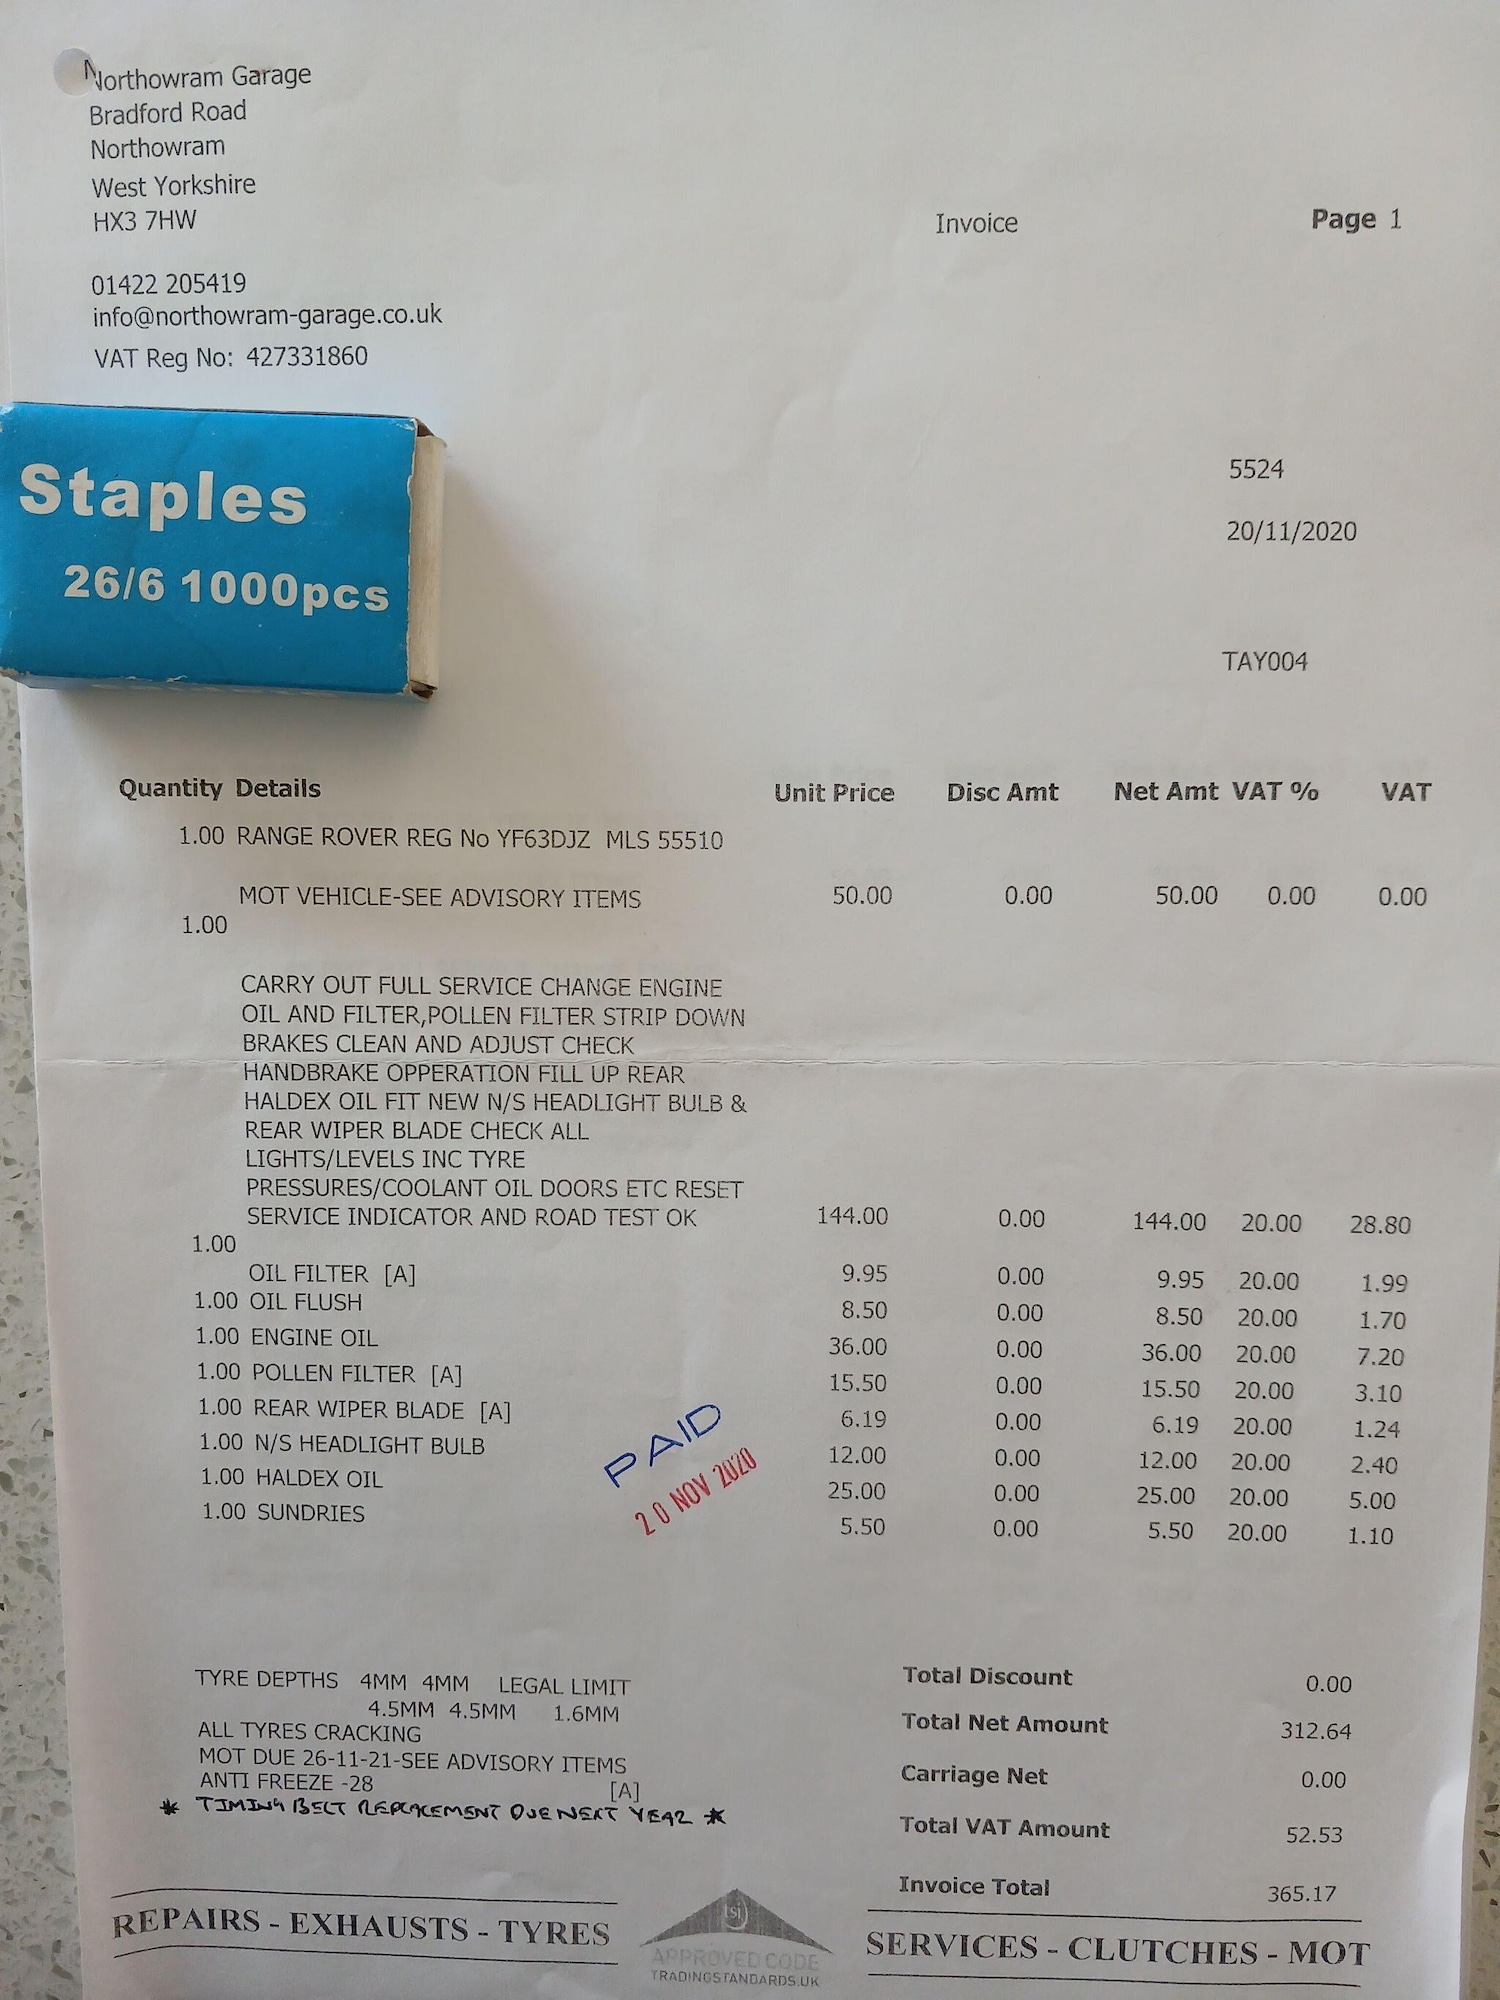 Northowram Garage
Bradford Road
Northowram
West Yorkshire
HX3 7HW
Invoice Page 1
01422 205419
info@northowram-garage.co.uk
VAT Reg No: 427331860
Staples
26/6 1000pcs
5524
20/11/2020
TAY004
Quantity Details Unit Price Disc Amt Net Amt VAT % VAT
1.00 RANGE ROVER REG No YF63DJZ MLS 55510
MOT VEHICLE-SEE ADVISORY ITEMS 50.00 0.00 50.00 0.00 0.00
1.00
CARRY OUT FULL SERVICE CHANGE ENGINE
OIL AND FILTER,POLLEN FILTER STRIP DOWN
BRAKES CLEAN AND ADJUST CHECK
HANDBRAKE OPPERATION FILL UP REAR
HALDEX OIL FIT NEW N/S HEADLIGHT BULB &
REAR WIPER BLADE CHECK ALL
LIGHTS/LEVELS INC TYRE
PRESSURES/COOLANT OIL DOORS ETC RESET
SERVICE INDICATOR AND ROAD TEST OK 144.00 0.00 144.00 20.00 28.80
1.00
OIL FILTER [A] 9.95 0.00 9.95 20.00 1.99
1.00 OIL FLUSH 8.50 0.00 8.50 20.00 1.70
1.00 ENGINE OIL 36.00 0.00 36.00 20.00 7.20
1.00 POLLEN FILTER [A] 15.50 0.00 15.50 20.00 3.10
1.00 REAR WIPER BLADE [A] 6.19 0.00 6.19 20.00 1.24
1.00 N/S HEADLIGHT BULB 12.00 0.00 12.00 20.00 2.40
1.00 HALDEX OIL 25.00 0.00 25.00 20.00 5.00
1.00 SUNDRIES 5.50 0.00 5.50 20.00 1.10
PAID
20 NOV 2020
TYRE DEPTHS 4MM 4MM LEGAL LIMIT
4.5MM 4.5MM 1.6MM
ALL TYRES CRACKING
MOT DUE 26-11-21-SEE ADVISORY ITEMS
ANTI FREEZE -28 [A]
* TIMING BELT REPLACEMENT DUE NEXT YEAR *
Total Discount 0.00
Total Net Amount 312.64
Carriage Net 0.00
Total VAT Amount 52.53
Invoice Total 365.17
REPAIRS - EXHAUSTS - TYRES
tsi
APPROVED CODE
TRADINGSTANDARDS.UK
SERVICES - CLUTCHES - MOT